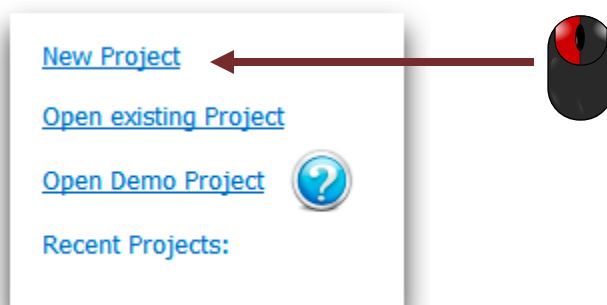 New Project
Open existing Project
Open Demo Project
?
Recent Projects: